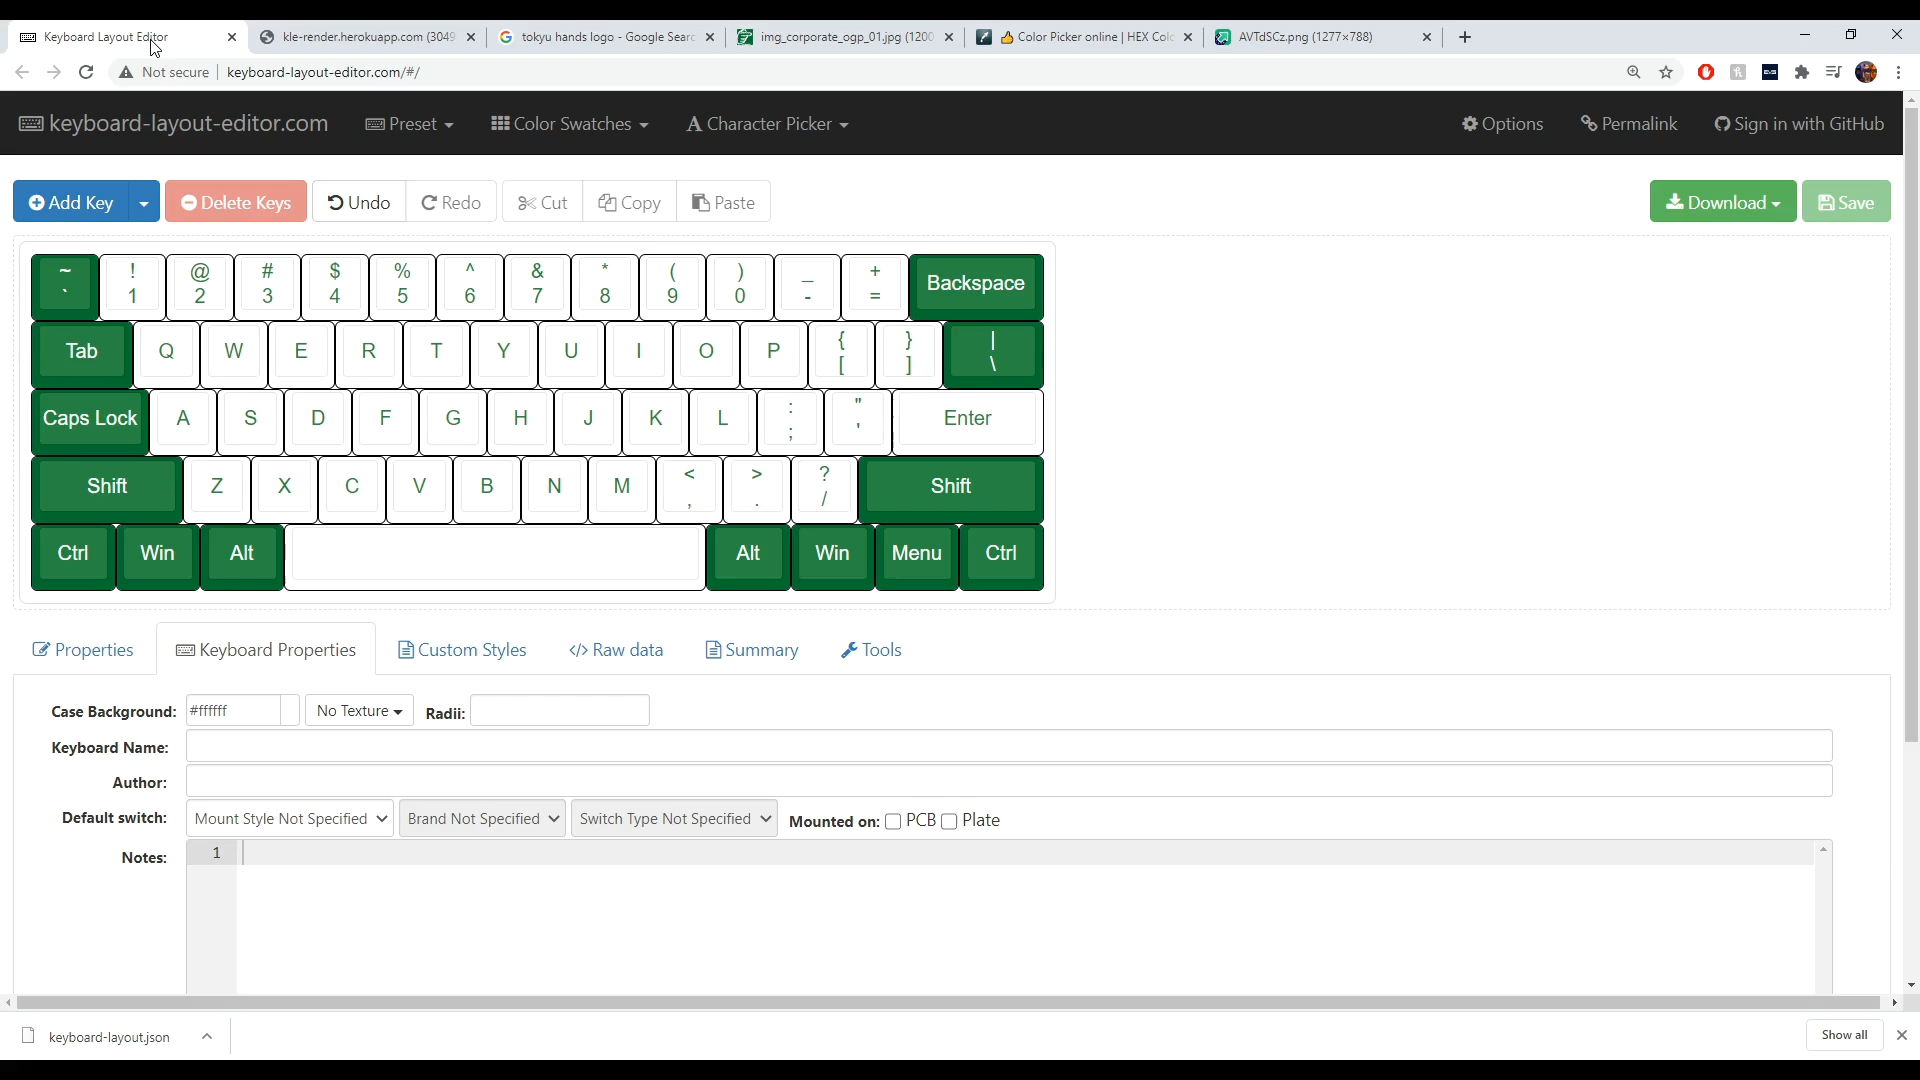 Keyboard Layout Editor
kle-render.herokuapp.com (3049
tokyu hands logo - Google Searc
img_corporate_ogp_01.jpg (1200
Color Picker online | HEX Colo
AVTdSCz.png (1277×788)
Not secure
keyboard-layout-editor.com/#/
keyboard-layout-editor.com
Preset
Color Swatches
A Character Picker
Options
Permalink
Sign in with GitHub
Add Key
Delete Keys
Undo
Redo
Cut
Copy
Paste
Download
Save
~ ! @ # $ % ^ & * ( ) _ +
` 1 2 3 4 5 6 7 8 9 0 - =
Backspace
Tab Q W E R T Y U I O P { } |
[ ] \
Caps Lock A S D F G H J K L : " Enter
; '
Shift Z X C V B N M < > ? Shift
, . /
Ctrl Win Alt Alt Win Menu Ctrl
Properties
Keyboard Properties
Custom Styles
</> Raw data
Summary
Tools
Case Background: #ffffff No Texture Radii:
Keyboard Name:
Author:
Default switch: Mount Style Not Specified Brand Not Specified Switch Type Not Specified Mounted on: PCB Plate
Notes: 1
keyboard-layout.json
Show all